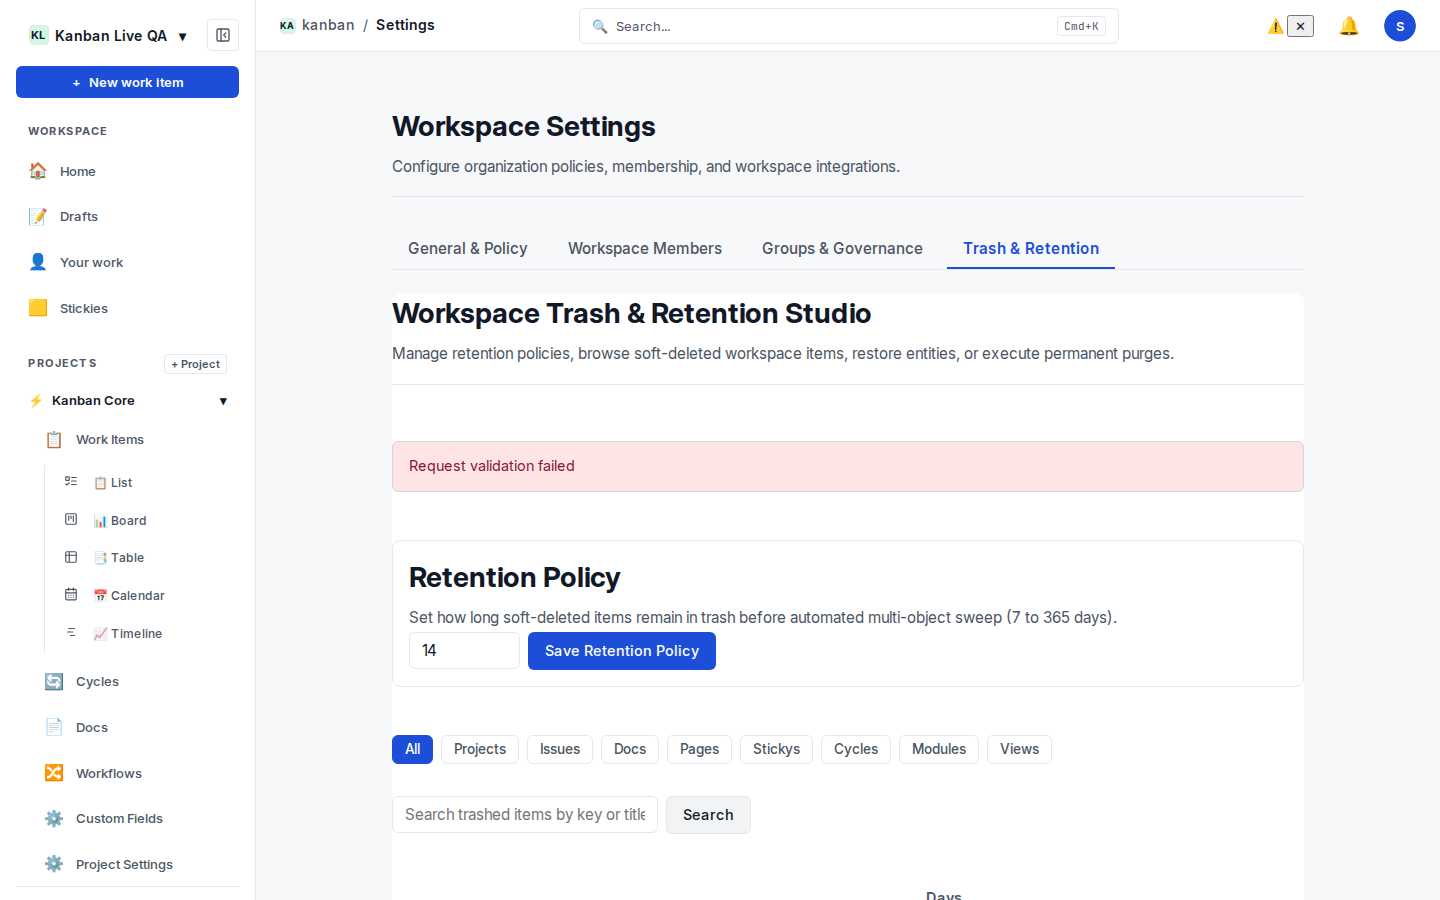 KL Kanban Live QA ▾
+ New work item
WORKSPACE
🏠 Home
📝 Drafts
👤 Your work
🟨 Stickies
PROJECTS
+ Project
⚡ Kanban Core ▾
📋 Work Items
📋 List
📊 Board
📑 Table
📅 Calendar
📈 Timeline
🔄 Cycles
📄 Docs
🔀 Workflows
⚙️ Custom Fields
⚙️ Project Settings
KA kanban / Settings
🔍 Search...
Cmd+K
⚠️ ✕
🔔
S
Workspace Settings
Configure organization policies, membership, and workspace integrations.
General & Policy
Workspace Members
Groups & Governance
Trash & Retention
Workspace Trash & Retention Studio
Manage retention policies, browse soft-deleted workspace items, restore entities, or execute permanent purges.
Request validation failed
Retention Policy
Set how long soft-deleted items remain in trash before automated multi-object sweep (7 to 365 days).
14
Save Retention Policy
All
Projects
Issues
Docs
Pages
Stickys
Cycles
Modules
Views
Search trashed items by key or title
Search
Days